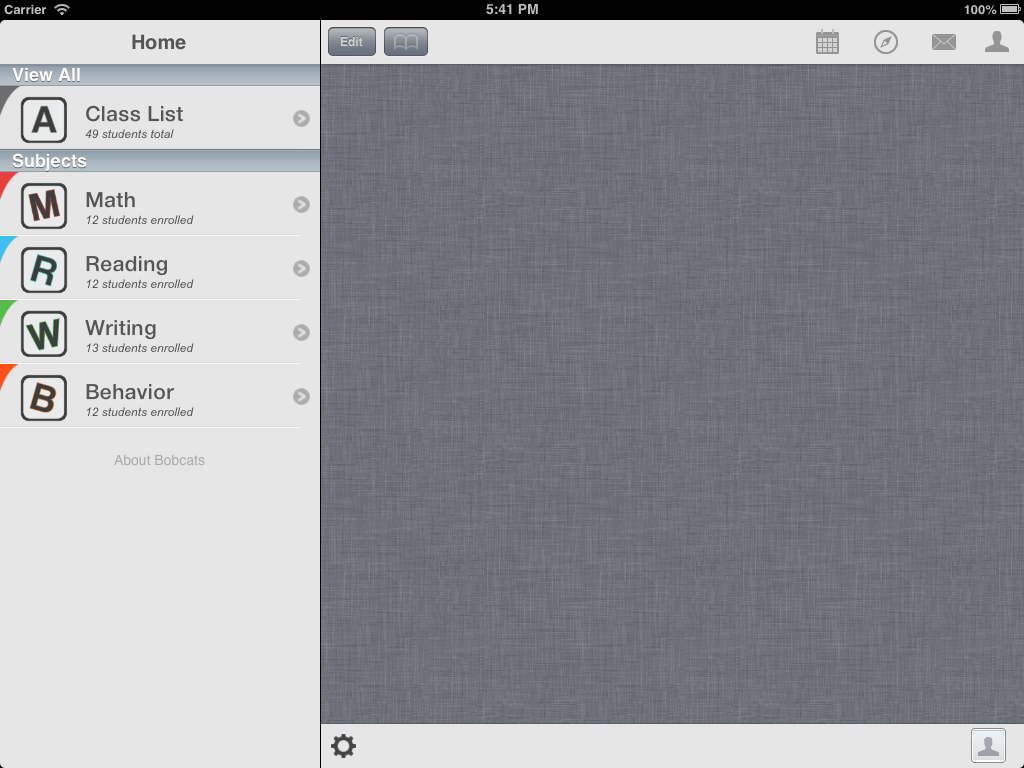 Carrier 5:41 PM 100%
Home
Edit
View All
A
Class List
49 students total
Subjects
M
Math
12 students enrolled
R
Reading
12 students enrolled
W
Writing
13 students enrolled
B
Behavior
12 students enrolled
About Bobcats